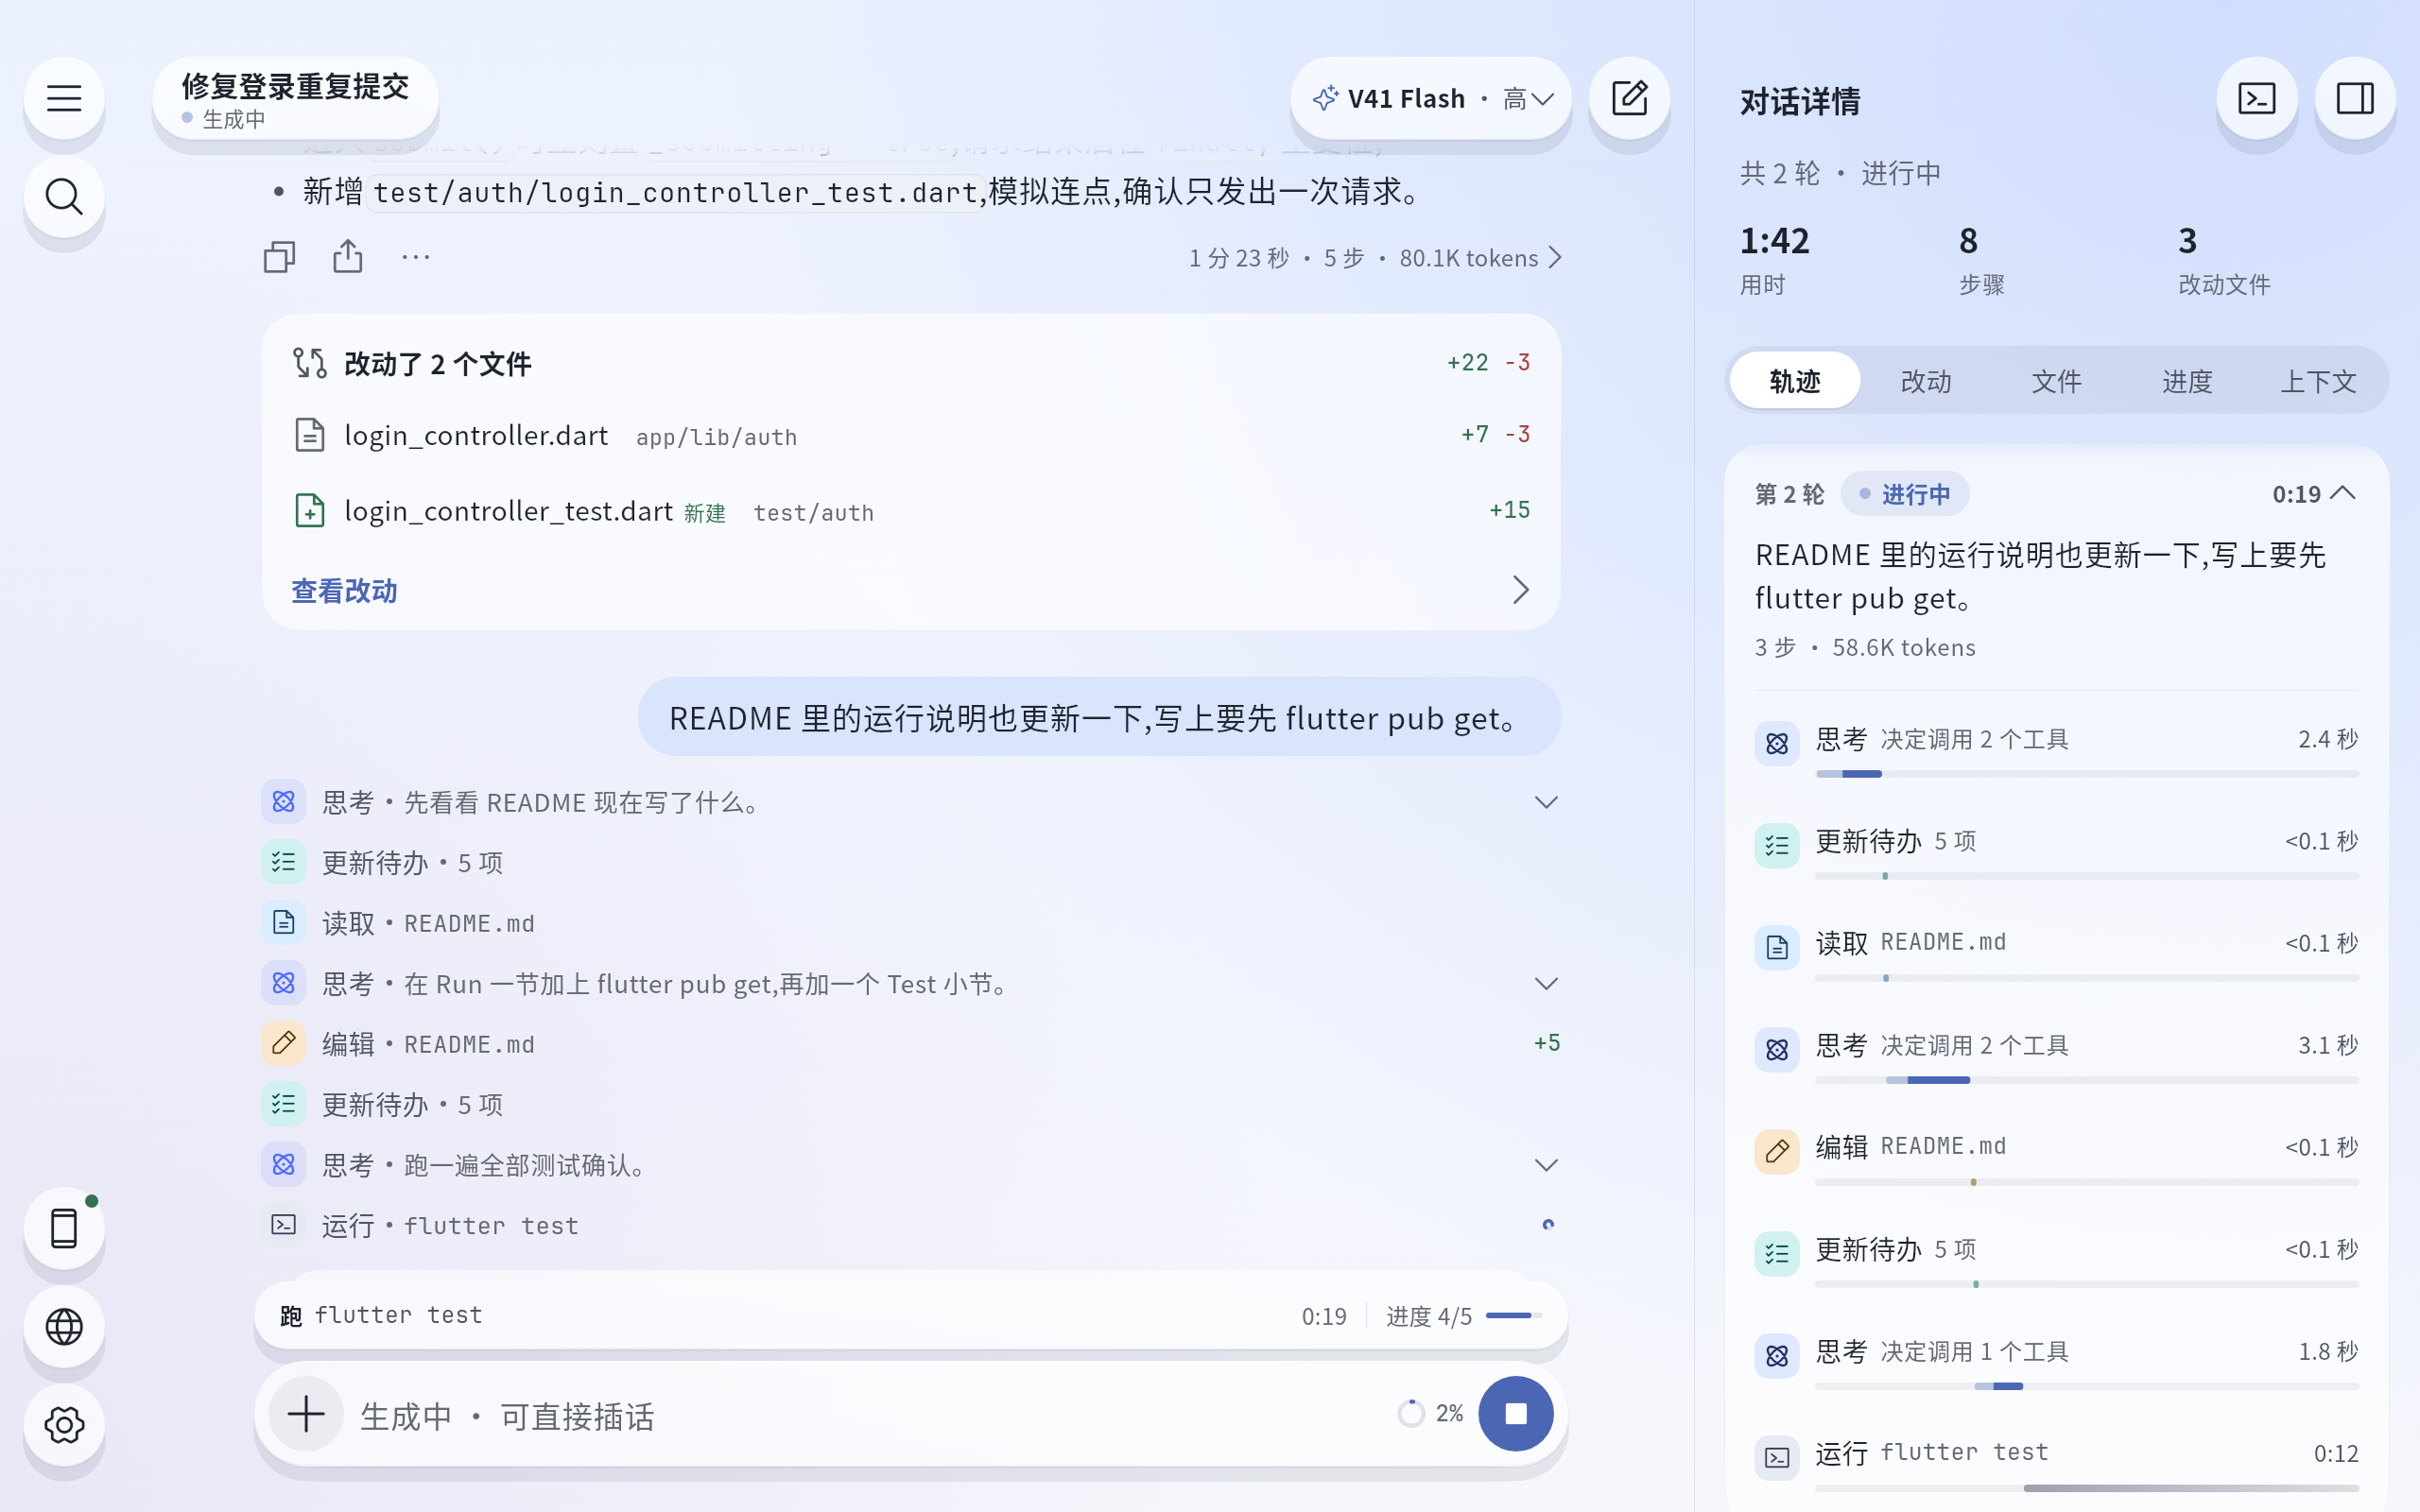 修复登录重复提交
生成中
V41 Flash · 高
新增 test/auth/login_controller_test.dart,模拟连点,确认只发出一次请求。
1 分 23 秒 · 5 步 · 80.1K tokens
改动了 2 个文件 +22 -3
login_controller.dart app/lib/auth +7 -3
login_controller_test.dart 新建 test/auth +15
查看改动
README 里的运行说明也更新一下,写上要先 flutter pub get。
思考 · 先看看 README 现在写了什么。
更新待办 · 5 项
读取 · README.md
思考 · 在 Run 一节加上 flutter pub get,再加一个 Test 小节。
编辑 · README.md +5
更新待办 · 5 项
思考 · 跑一遍全部测试确认。
运行 · flutter test
跑 flutter test 0:19 进度 4/5
生成中 · 可直接插话 2%
对话详情
共 2 轮 · 进行中
1:42 8 3
用时 步骤 改动文件
轨迹 改动 文件 进度 上下文
第 2 轮 进行中 0:19
README 里的运行说明也更新一下,写上要先
flutter pub get。
3 步 · 58.6K tokens
思考 决定调用 2 个工具 2.4 秒
更新待办 5 项 <0.1 秒
读取 README.md <0.1 秒
思考 决定调用 2 个工具 3.1 秒
编辑 README.md <0.1 秒
更新待办 5 项 <0.1 秒
思考 决定调用 1 个工具 1.8 秒
运行 flutter test 0:12